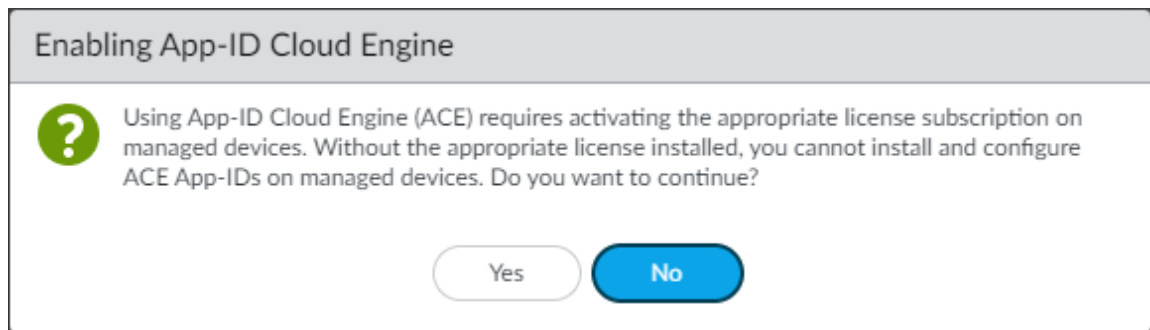 Enabling App-ID Cloud Engine
Using App-ID Cloud Engine (ACE) requires activating the appropriate license subscription on
managed devices. Without the appropriate license installed, you cannot install and configure
ACE App-IDs on managed devices. Do you want to continue?
Yes
No